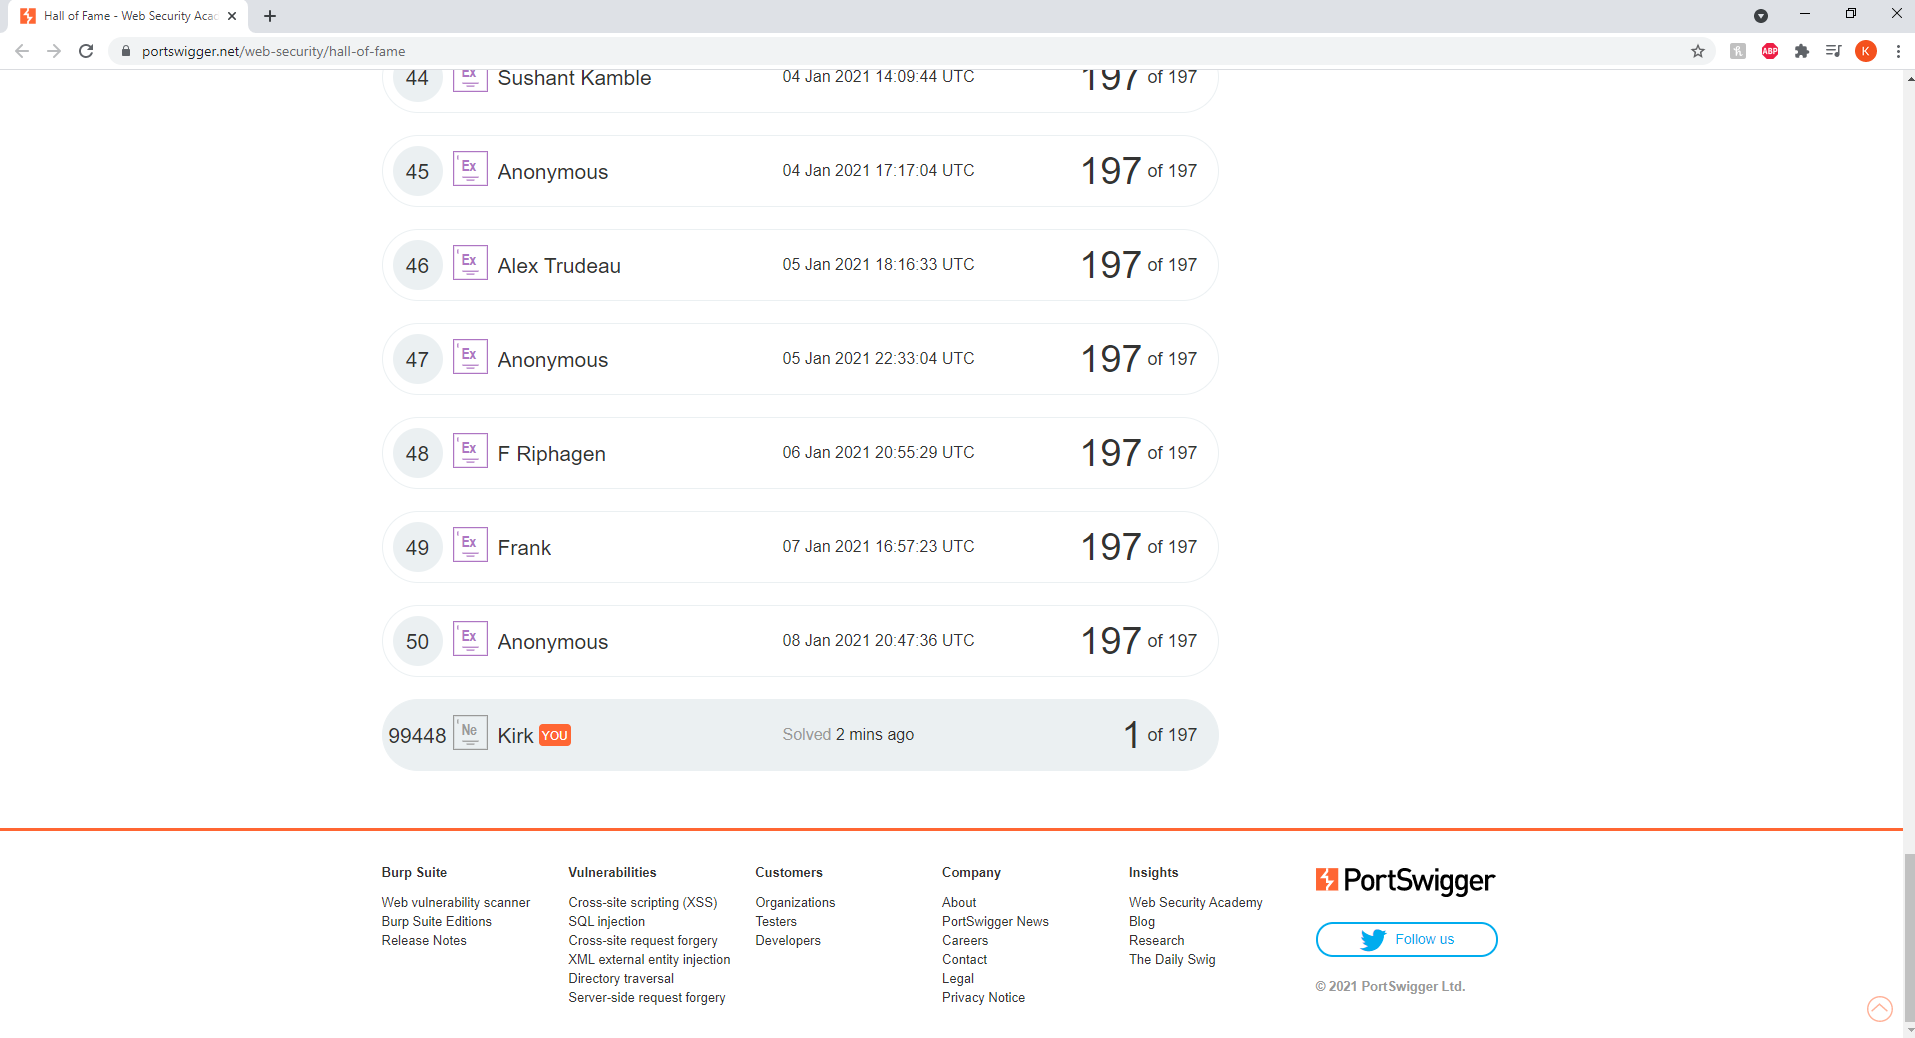 Hall of Fame - Web Security Aca
portswigger.net/web-security/hall-of-fame
ABP
K
44 Ex Sushant Kamble 04 Jan 2021 14:09:44 UTC 197 of 197
45 Ex Anonymous 04 Jan 2021 17:17:04 UTC 197 of 197
46 Ex Alex Trudeau 05 Jan 2021 18:16:33 UTC 197 of 197
47 Ex Anonymous 05 Jan 2021 22:33:04 UTC 197 of 197
48 Ex F Riphagen 06 Jan 2021 20:55:29 UTC 197 of 197
49 Ex Frank 07 Jan 2021 16:57:23 UTC 197 of 197
50 Ex Anonymous 08 Jan 2021 20:47:36 UTC 197 of 197
99448 Ne Kirk YOU Solved 2 mins ago 1 of 197
Burp Suite
Web vulnerability scanner
Burp Suite Editions
Release Notes
Vulnerabilities
Cross-site scripting (XSS)
SQL injection
Cross-site request forgery
XML external entity injection
Directory traversal
Server-side request forgery
Customers
Organizations
Testers
Developers
Company
About
PortSwigger News
Careers
Contact
Legal
Privacy Notice
Insights
Web Security Academy
Blog
Research
The Daily Swig
PortSwigger
Follow us
© 2021 PortSwigger Ltd.